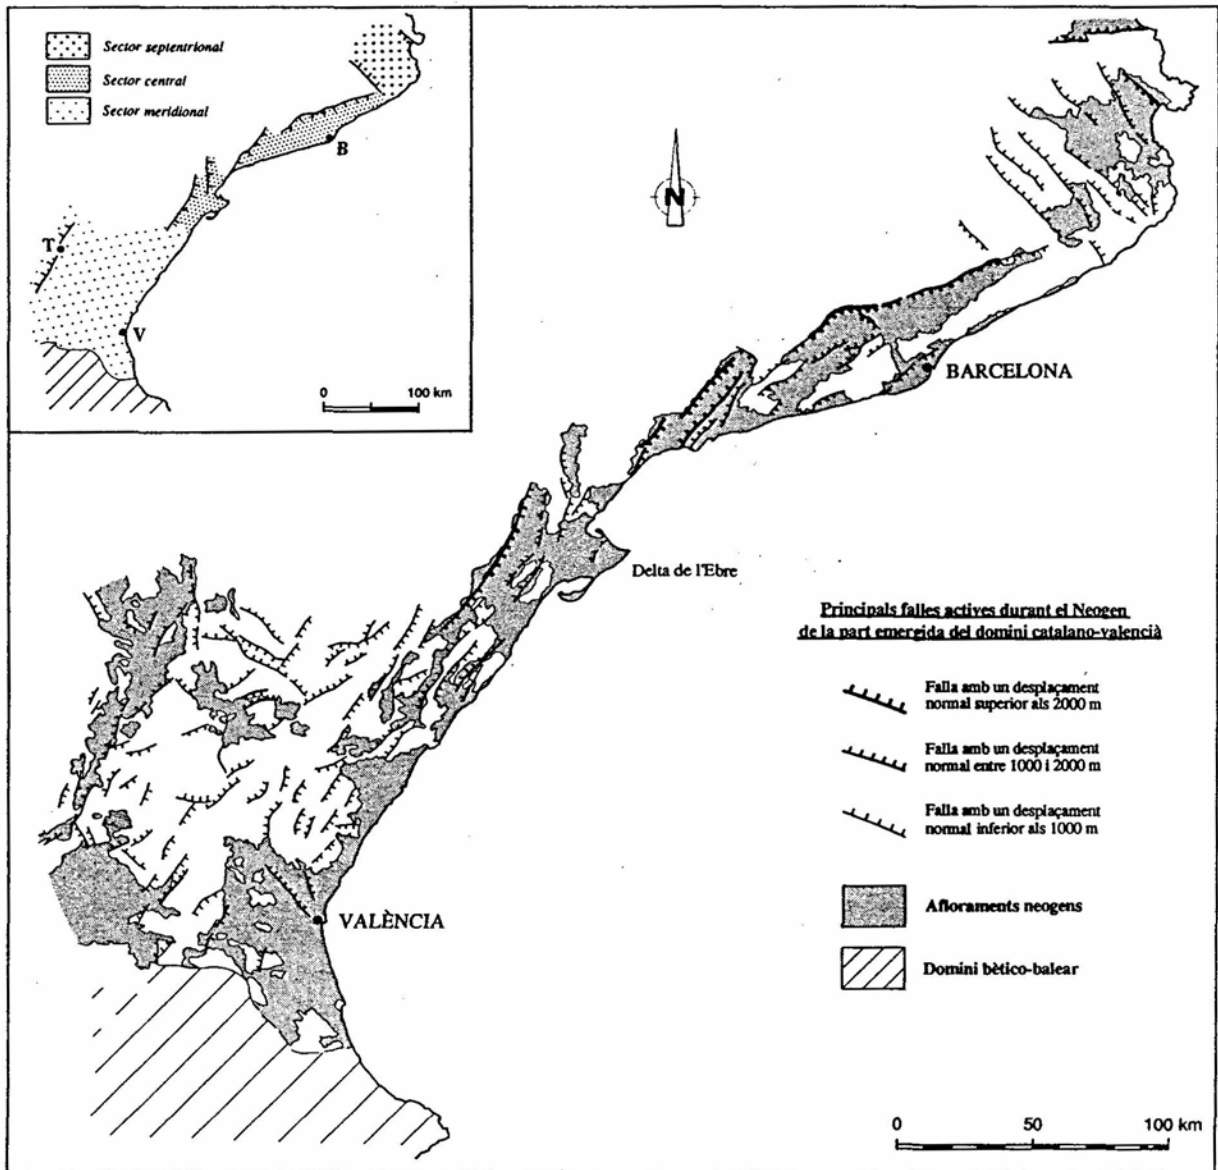 Sector septentrional
Sector central
Sector meridional
B
T
V
0
100 km
N
BARCELONA
Delta de l'Ebre
VALÈNCIA
Principals falles actives durant el Neogen
de la part emergida del domini catalano-valencià
Falla amb un desplaçament
normal superior als 2000 m
Falla amb un desplaçament
normal entre 1000 i 2000 m
Falla amb un desplaçament
normal inferior als 1000 m
Afloraments neogens
Domini bètico-balear
0
50
100 km